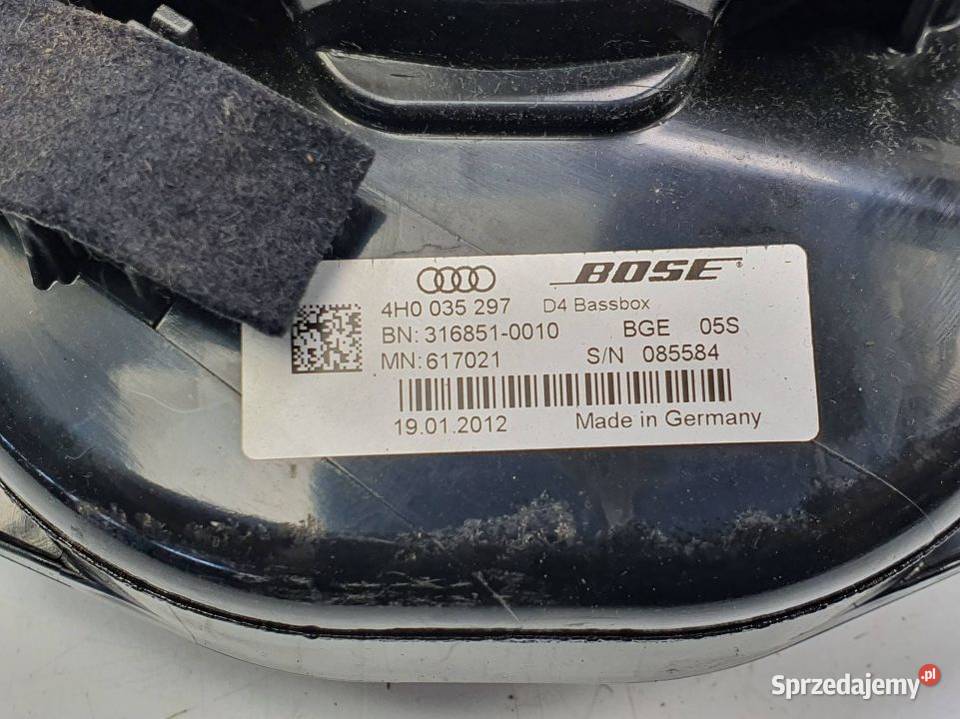 BOSE
4H0 035 297 D4 Bassbox
BN: 316851-0010 BGE 05S
MN: 617021 S/N 085584
19.01.2012 Made in Germany
Sprzedajemy.pl